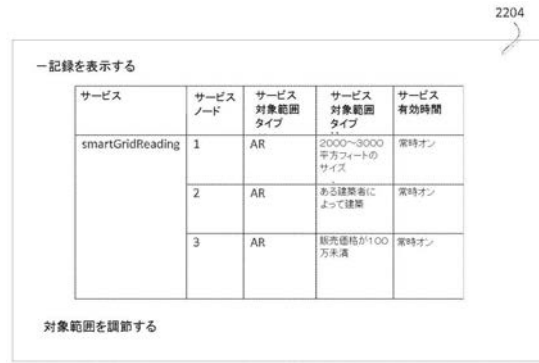 2204
－記録を表示する
サービス
サービス
ノード
サービス
対象範囲
タイプ
サービス
対象範囲
タイプ
サービス
有効時間
smartGridReading
1
AR
2000〜3000
平方フィートの
サイズ
常時オン
2
AR
ある建築者に
よって建築
常時オン
3
AR
販売価格が100
万未満
常時オン
対象範囲を調節する